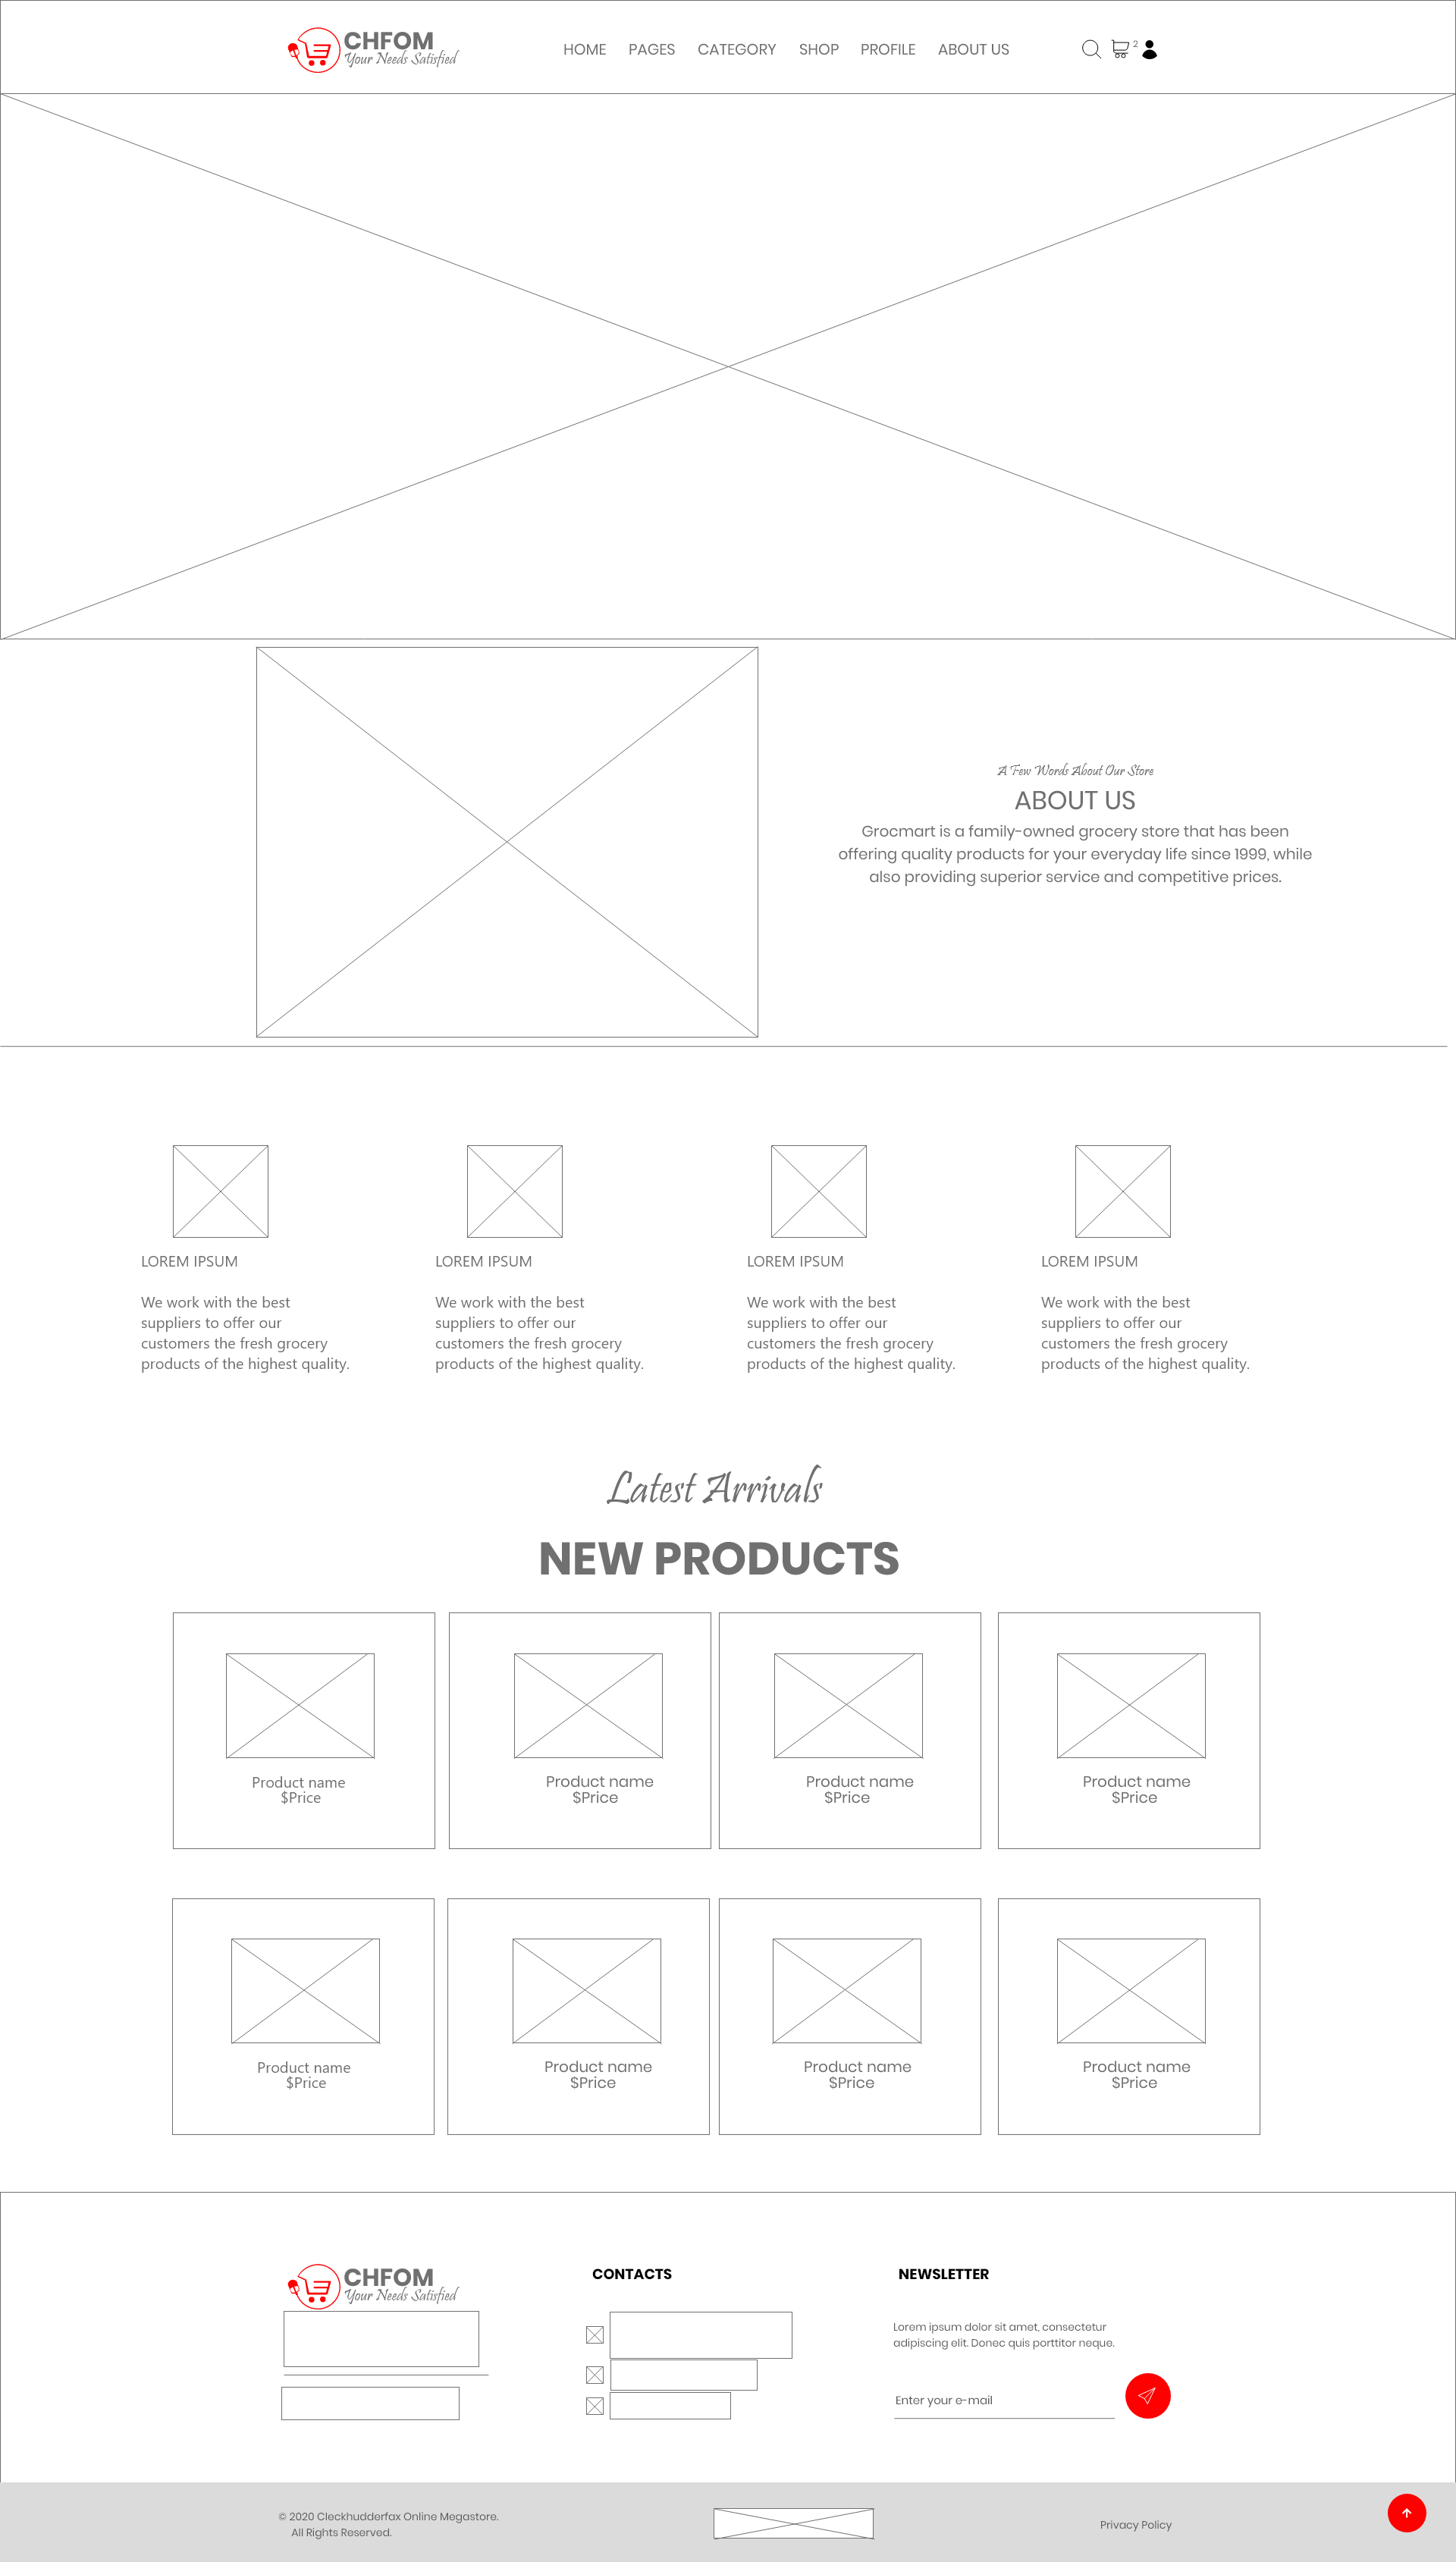 CHFOM
Your Needs Satisfied
HOME PAGES CATEGORY SHOP PROFILE ABOUT US
2
A Few Words About Our Store
ABOUT US
Grocmart is a family-owned grocery store that has been
offering quality products for your everyday life since 1999, while
also providing superior service and competitive prices.
LOREM IPSUM
We work with the best
suppliers to offer our
customers the fresh grocery
products of the highest quality.
LOREM IPSUM
We work with the best
suppliers to offer our
customers the fresh grocery
products of the highest quality.
LOREM IPSUM
We work with the best
suppliers to offer our
customers the fresh grocery
products of the highest quality.
LOREM IPSUM
We work with the best
suppliers to offer our
customers the fresh grocery
products of the highest quality.
Latest Arrivals
NEW PRODUCTS
Product name
$Price
Product name
$Price
Product name
$Price
Product name
$Price
Product name
$Price
Product name
$Price
Product name
$Price
Product name
$Price
CHFOM
Your Needs Satisfied
CONTACTS
NEWSLETTER
Lorem ipsum dolor sit amet, consectetur
adipiscing elit. Donec quis porttitor neque.
Enter your e-mail
© 2020 Cleckhudderfax Online Megastore.
All Rights Reserved.
Privacy Policy